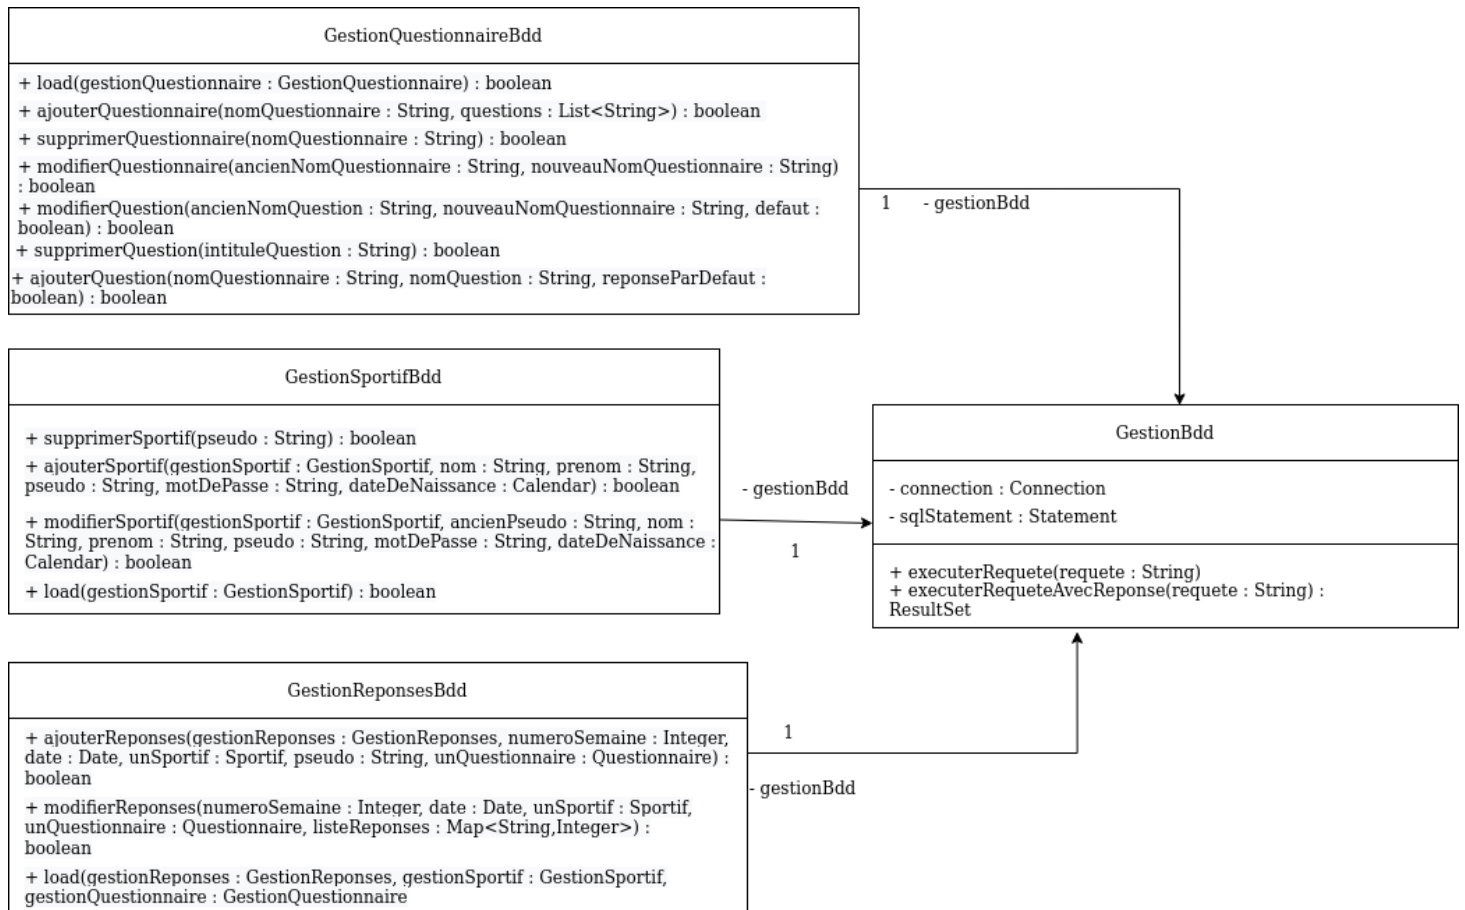 GestionQuestionnaireBdd
+ load(gestionQuestionnaire : GestionQuestionnaire) : boolean
+ ajouterQuestionnaire(nomQuestionnaire : String, questions : List<String>) : boolean
+ supprimerQuestionnaire(nomQuestionnaire : String) : boolean
+ modifierQuestionnaire(ancienNomQuestionnaire : String, nouveauNomQuestionnaire : String)
: boolean
+ modifierQuestion(ancienNomQuestion : String, nouveauNomQuestionnaire : String, defaut :
boolean) : boolean
+ supprimerQuestion(intituleQuestion : String) : boolean
+ ajouterQuestion(nomQuestionnaire : String, nomQuestion : String, reponseParDefaut :
boolean) : boolean
1 - gestionBdd
GestionSportifBdd
+ supprimerSportif(pseudo : String) : boolean
+ ajouterSportif(gestionSportif : GestionSportif, nom : String, prenom : String,
pseudo : String, motDePasse : String, dateDeNaissance : Calendar) : boolean
+ modifierSportif(gestionSportif : GestionSportif, ancienPseudo : String, nom :
String, prenom : String, pseudo : String, motDePasse : String, dateDeNaissance :
Calendar) : boolean
+ load(gestionSportif : GestionSportif) : boolean
- gestionBdd
1
GestionBdd
- connection : Connection
- sqlStatement : Statement
+ executerRequete(requete : String)
+ executerRequeteAvecReponse(requete : String) :
ResultSet
GestionReponsesBdd
+ ajouterReponses(gestionReponses : GestionReponses, numeroSemaine : Integer,
date : Date, unSportif : Sportif, pseudo : String, unQuestionnaire : Questionnaire) :
boolean
+ modifierReponses(numeroSemaine : Integer, date : Date, unSportif : Sportif,
unQuestionnaire : Questionnaire, listeReponses : Map<String,Integer>) :
boolean
+ load(gestionReponses : GestionReponses, gestionSportif : GestionSportif,
gestionQuestionnaire : GestionQuestionnaire
1
- gestionBdd